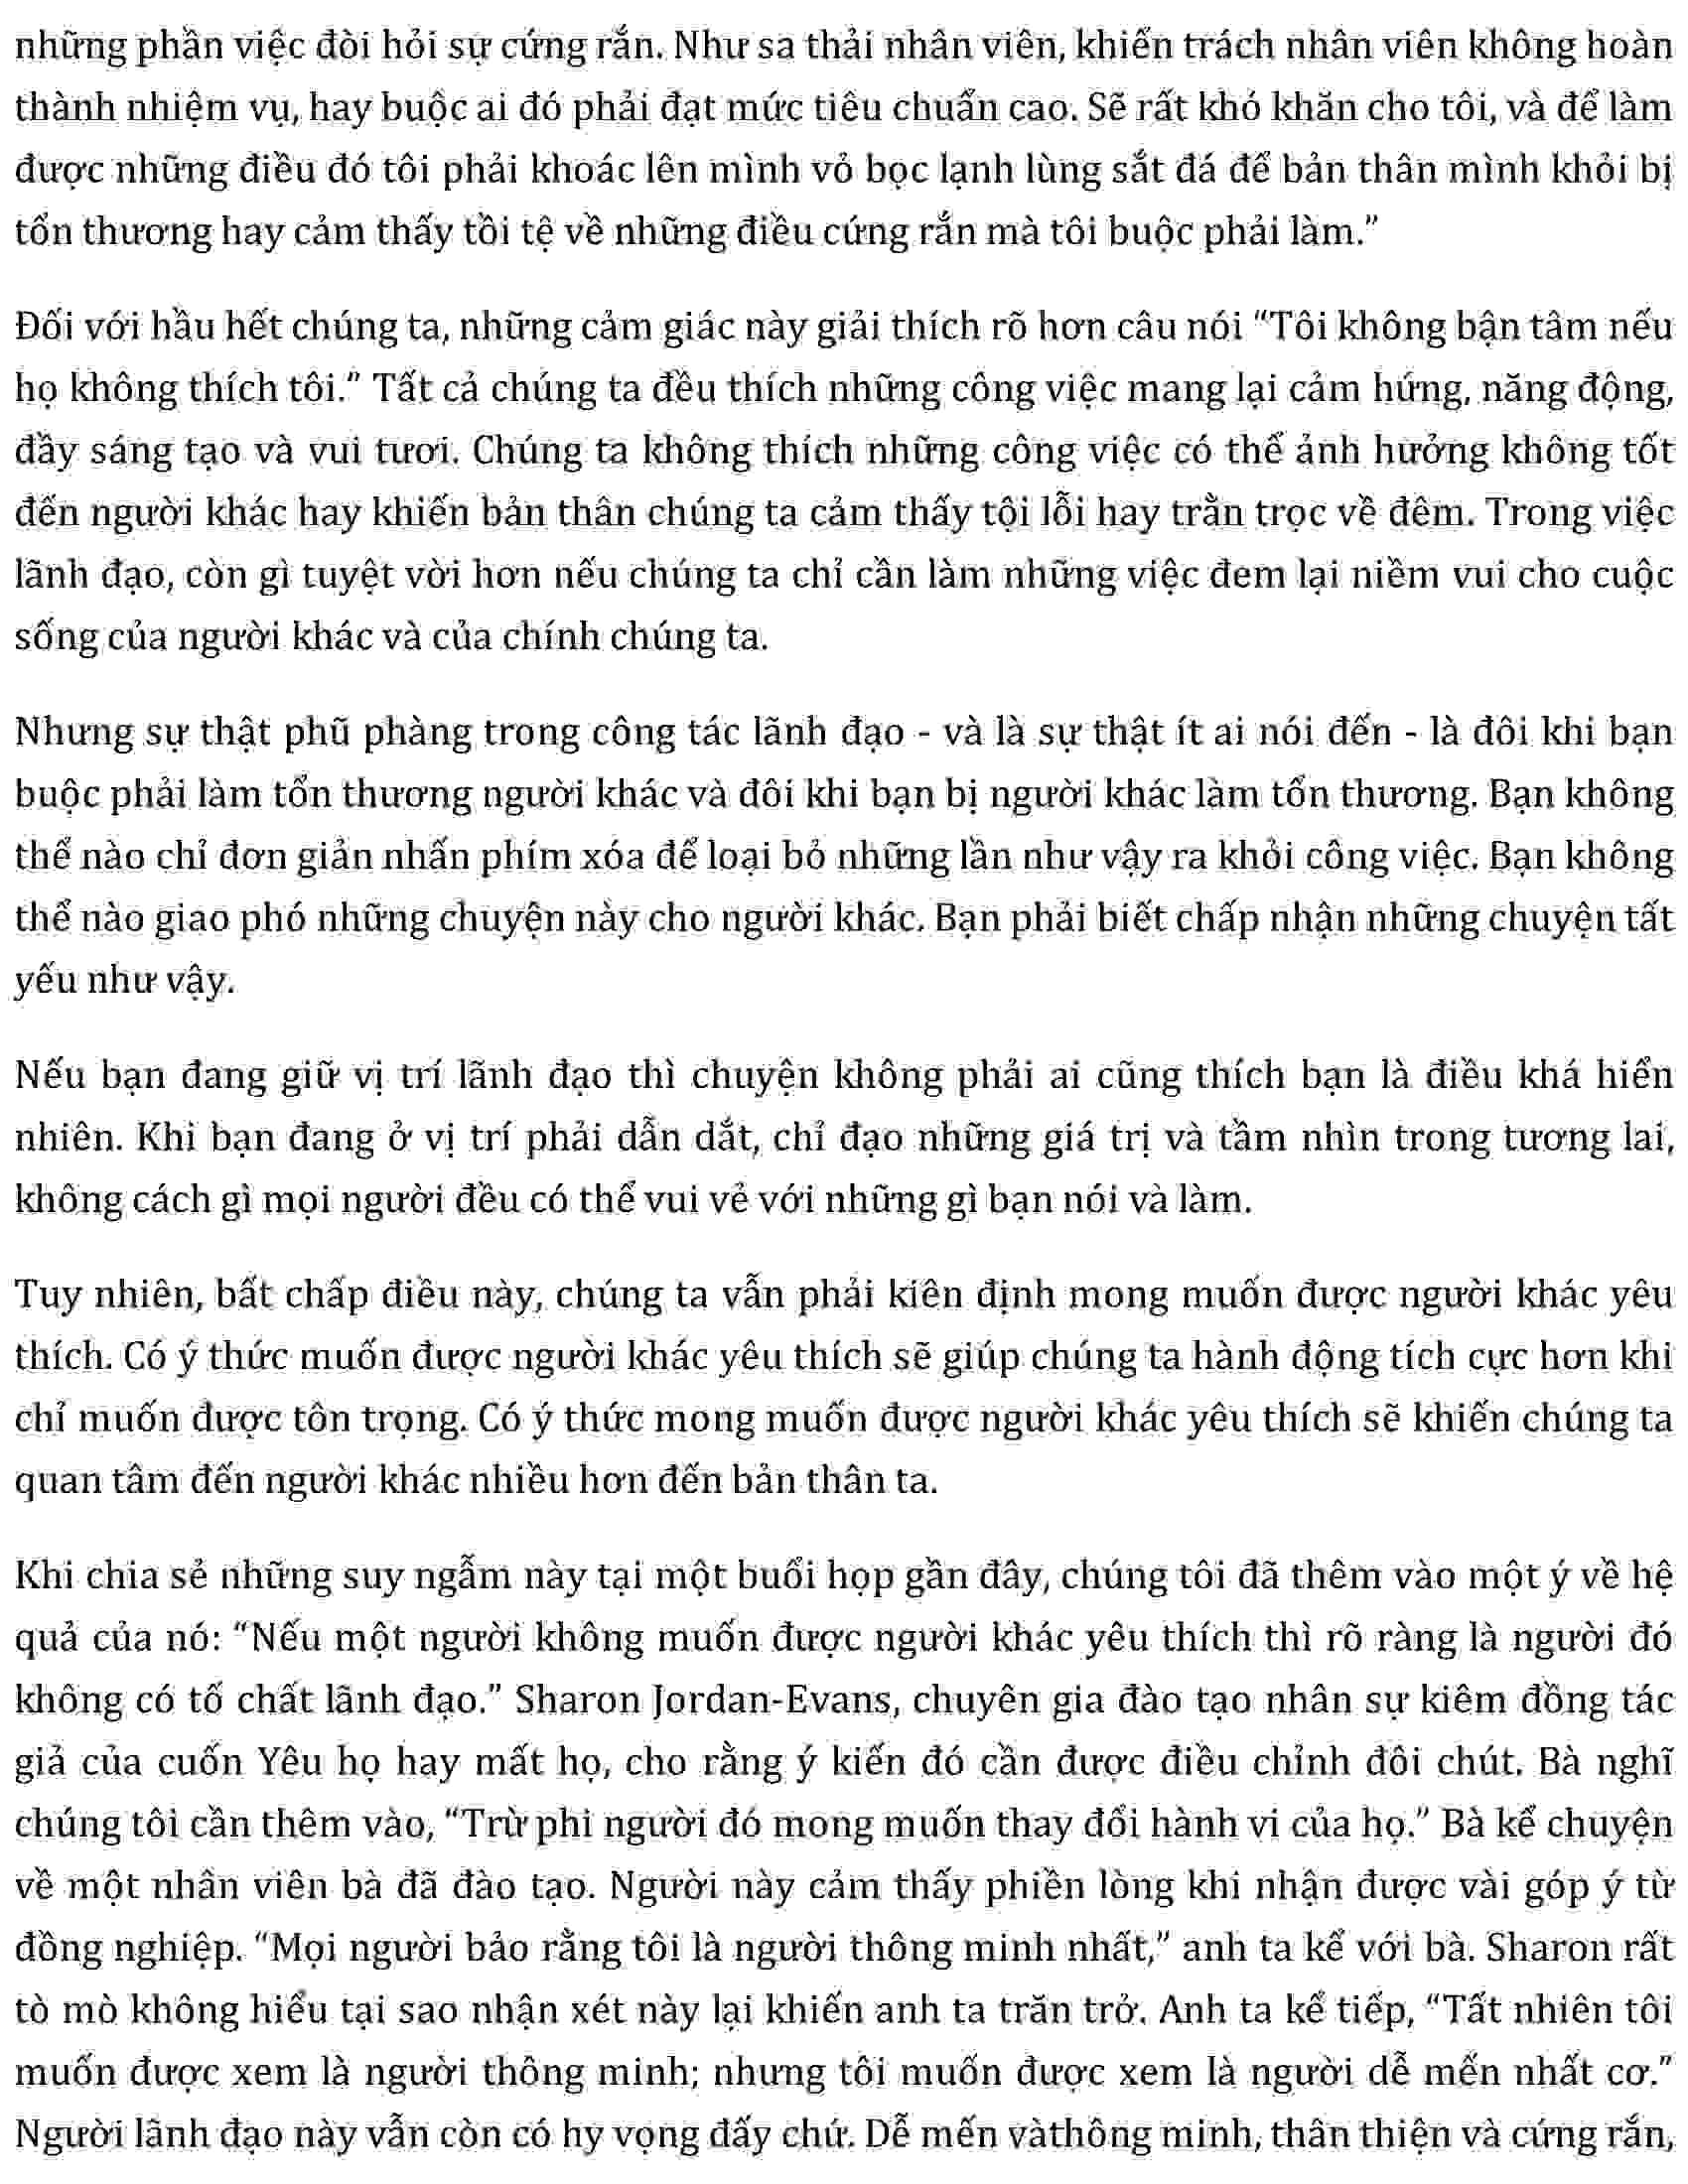 những phần việc đòi hỏi sự cứng rắn. Như sa thải nhân viên, khiển trách nhân viên không hoàn
thành nhiệm vụ, hay buộc ai đó phải đạt mức tiêu chuẩn cao. Sẽ rất khó khăn cho tôi, và để làm
được những điều đó tôi phải khoác lên mình vỏ bọc lạnh lùng sắt đá để bản thân mình khỏi bị
tổn thương hay cảm thấy tồi tệ về những điều cứng rắn mà tôi buộc phải làm.”
Đối với hầu hết chúng ta, những cảm giác này giải thích rõ hơn câu nói “Tôi không bận tâm nếu
họ không thích tôi.” Tất cả chúng ta đều thích những công việc mang lại cảm hứng, năng động,
đầy sáng tạo và vui tươi. Chúng ta không thích những công việc có thể ảnh hưởng không tốt
đến người khác hay khiến bản thân chúng ta cảm thấy tội lỗi hay trằn trọc về đêm. Trong việc
lãnh đạo, còn gì tuyệt vời hơn nếu chúng ta chỉ cần làm những việc đem lại niềm vui cho cuộc
sống của người khác và của chính chúng ta.
Nhưng sự thật phũ phàng trong công tác lãnh đạo - và là sự thật ít ai nói đến - là đôi khi bạn
buộc phải làm tổn thương người khác và đôi khi bạn bị người khác làm tổn thương. Bạn không
thể nào chỉ đơn giản nhấn phím xóa để loại bỏ những lần như vậy ra khỏi công việc. Bạn không
thể nào giao phó những chuyện này cho người khác. Bạn phải biết chấp nhận những chuyện tất
yếu như vậy.
Nếu bạn đang giữ vị trí lãnh đạo thì chuyện không phải ai cũng thích bạn là điều khá hiển
nhiên. Khi bạn đang ở vị trí phải dẫn dắt, chỉ đạo những giá trị và tầm nhìn trong tương lai,
không cách gì mọi người đều có thể vui vẻ với những gì bạn nói và làm.
Tuy nhiên, bất chấp điều này, chúng ta vẫn phải kiên định mong muốn được người khác yêu
thích. Có ý thức muốn được người khác yêu thích sẽ giúp chúng ta hành động tích cực hơn khi
chỉ muốn được tôn trọng. Có ý thức mong muốn được người khác yêu thích sẽ khiến chúng ta
quan tâm đến người khác nhiều hơn đến bản thân ta.
Khi chia sẻ những suy ngẫm này tại một buổi họp gần đây, chúng tôi đã thêm vào một ý về hệ
quả của nó: “Nếu một người không muốn được người khác yêu thích thì rõ ràng là người đó
không có tố chất lãnh đạo.” Sharon Jordan-Evans, chuyên gia đào tạo nhân sự kiêm đồng tác
giả của cuốn Yêu họ hay mất họ, cho rằng ý kiến đó cần được điều chỉnh đôi chút. Bà nghĩ
chúng tôi cần thêm vào, “Trừ phi người đó mong muốn thay đổi hành vi của họ.” Bà kể chuyện
về một nhân viên bà đã đào tạo. Người này cảm thấy phiền lòng khi nhận được vài góp ý từ
đồng nghiệp. “Mọi người bảo rằng tôi là người thông minh nhất,” anh ta kể với bà. Sharon rất
tò mò không hiểu tại sao nhận xét này lại khiến anh ta trăn trở. Anh ta kể tiếp, “Tất nhiên tôi
muốn được xem là người thông minh; nhưng tôi muốn được xem là người dễ mến nhất cơ.”
Người lãnh đạo này vẫn còn có hy vọng đấy chứ. Dễ mến vàthông minh, thân thiện và cứng rắn,